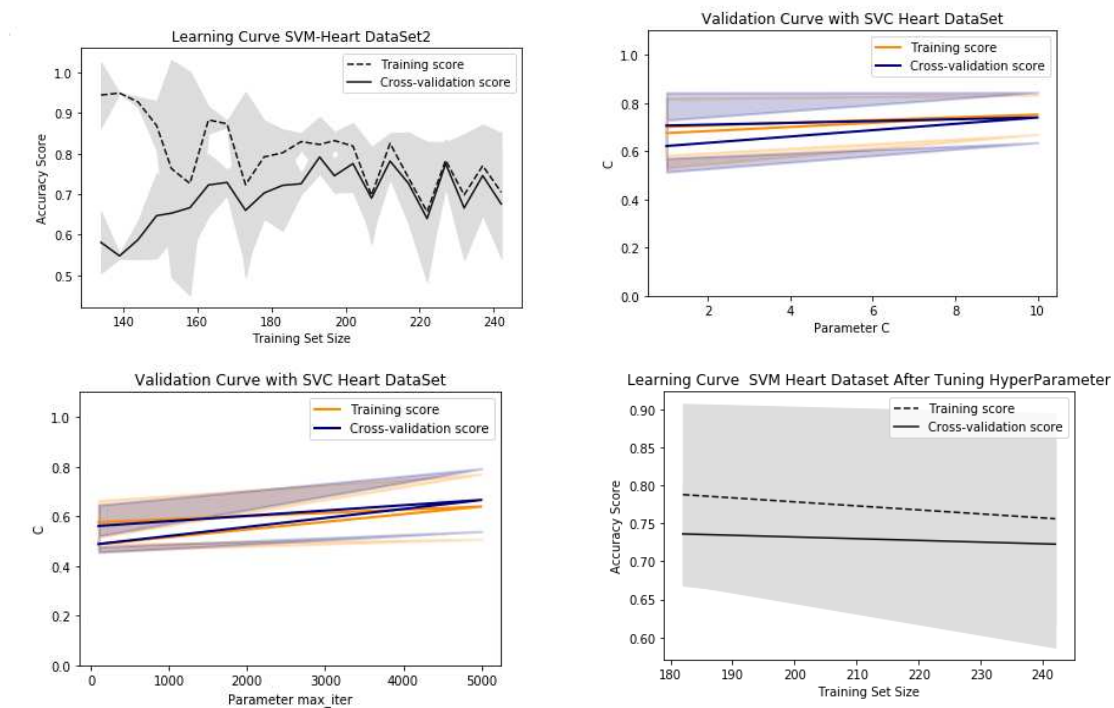 Learning Curve SVM-Heart DataSet2
Training score
Cross-validation score
Accuracy Score
1.0
0.9
0.8
0.7
0.6
0.5
140 160 180 200 220 240
Training Set Size
Validation Curve with SVC Heart DataSet
Training score
Cross-validation score
C
1.0
0.8
0.6
0.4
0.2
0.0
2 4 6 8 10
Parameter C
Validation Curve with SVC Heart DataSet
Training score
Cross-validation score
C
1.0
0.8
0.6
0.4
0.2
0.0
0 1000 2000 3000 4000 5000
Parameter max_iter
Learning Curve SVM Heart Dataset After Tuning HyperParameter
Training score
Cross-validation score
Accuracy Score
0.90
0.85
0.80
0.75
0.70
0.65
0.60
180 190 200 210 220 230 240
Training Set Size